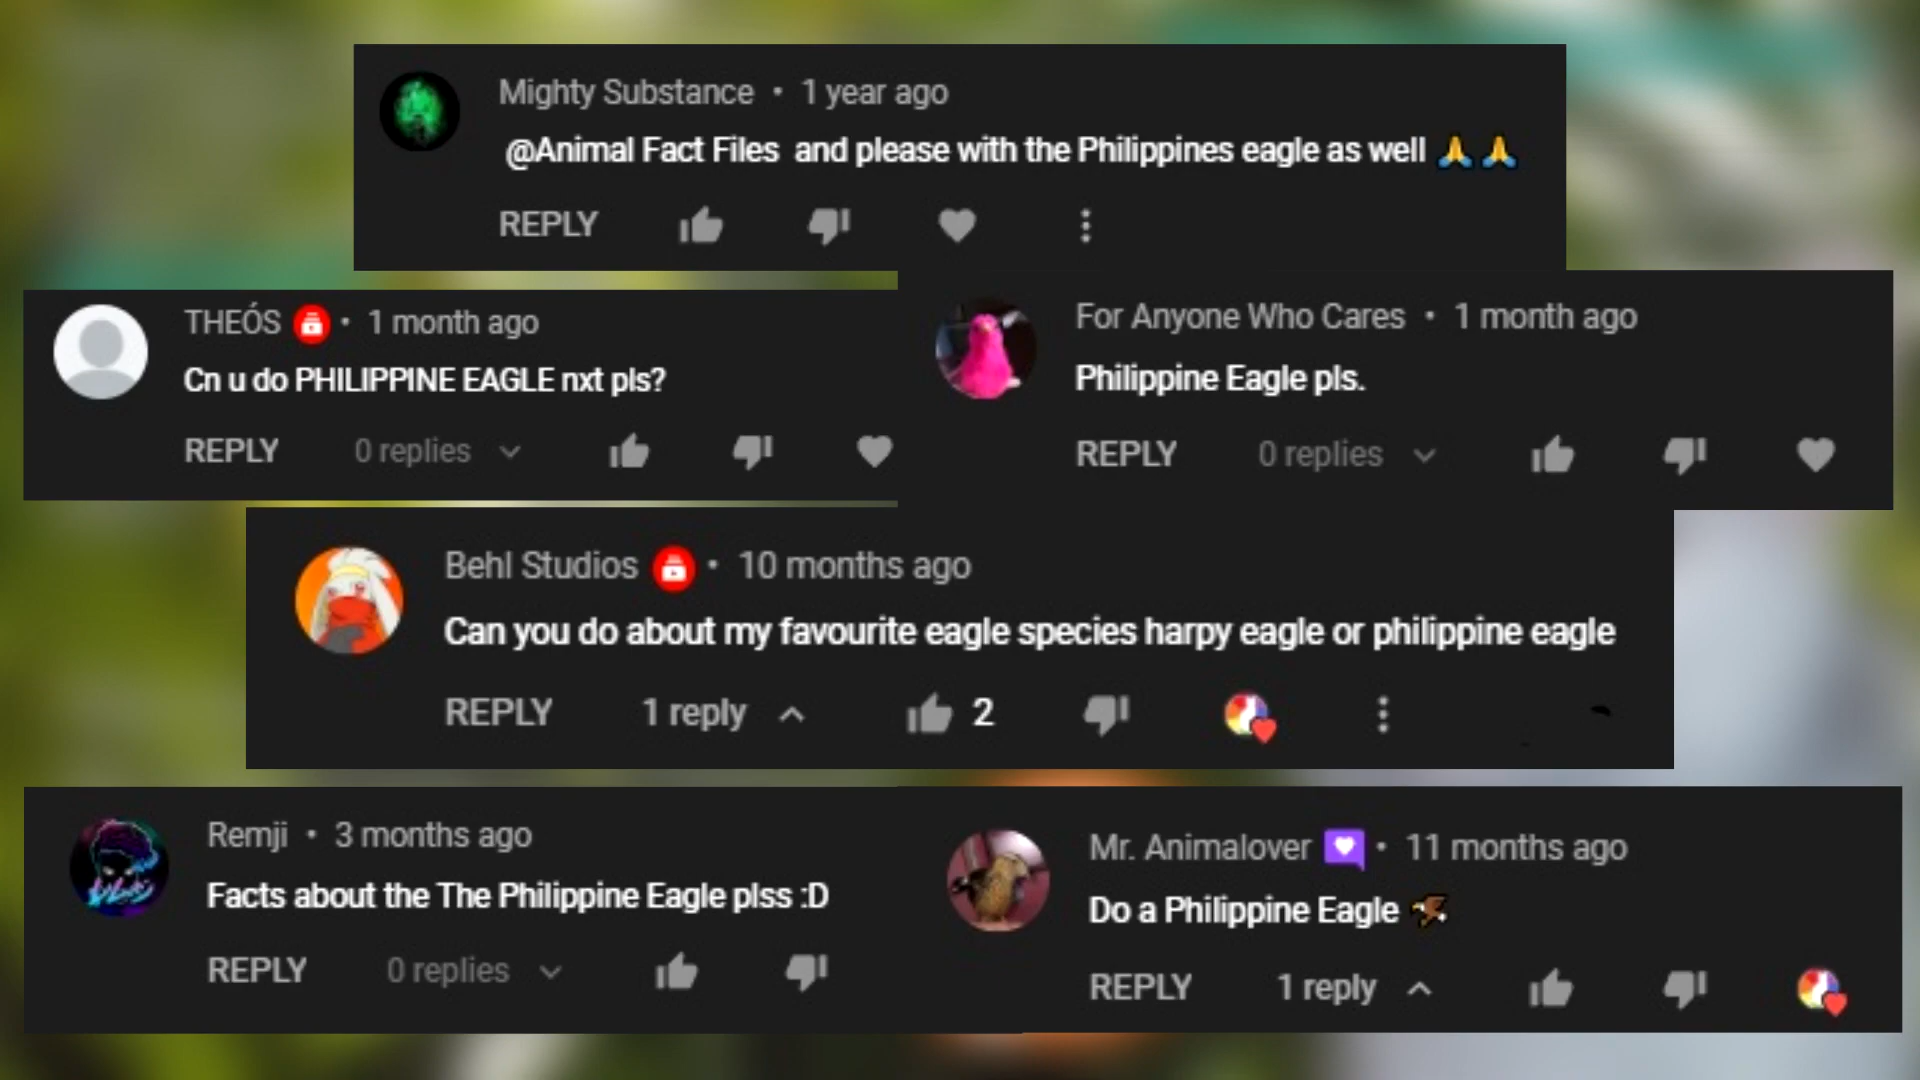 Mighty Substance • 1 year ago
@Animal Fact Files and please with the Philippines eagle as well 🙏🙏
REPLY
THEÓS • 1 month ago
Cn u do PHILIPPINE EAGLE nxt pls?
REPLY 0 replies
For Anyone Who Cares • 1 month ago
Philippine Eagle pls.
REPLY 0 replies
Behl Studios • 10 months ago
Can you do about my favourite eagle species harpy eagle or philippine eagle
REPLY 1 reply 2
Remji • 3 months ago
Facts about the The Philippine Eagle plss :D
REPLY 0 replies
Mr. Animalover • 11 months ago
Do a Philippine Eagle 🦅
REPLY 1 reply